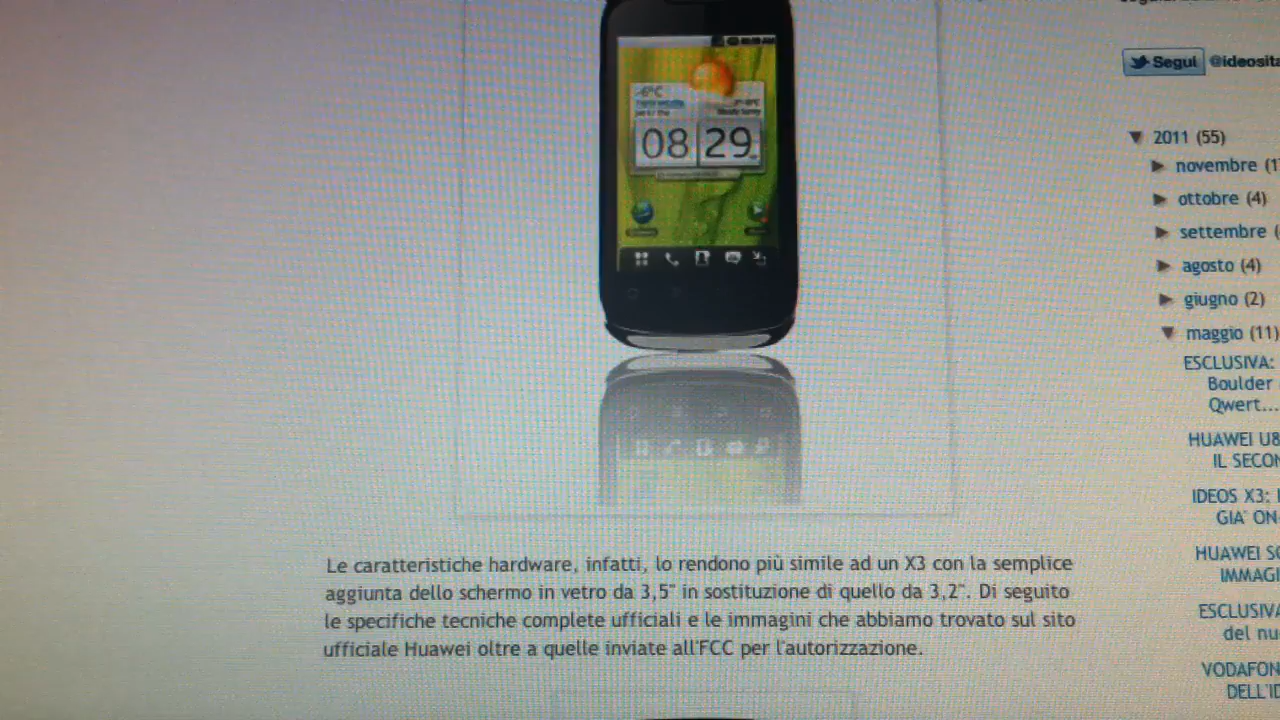 -6°C
08 29
Le caratteristiche hardware, infatti, lo rendono più simile ad un X3 con la semplice
aggiunta dello schermo in vetro da 3,5" in sostituzione di quello da 3,2". Di seguito
le specifiche tecniche complete ufficiali e le immagini che abbiamo trovato sul sito
ufficiale Huawei oltre a quelle inviate all'FCC per l'autorizzazione.
Segui @ideosita
▼ 2011 (55)
► novembre (1
► ottobre (4)
► settembre (
► agosto (4)
► giugno (2)
▼ maggio (11)
ESCLUSIVA:
Boulder
Qwert...
HUAWEI U8
IL SECON
IDEOS X3:
GIA' ON-
HUAWEI
IMMAGI
ESCLUSIVA
del nu
VODAFON
DELL'ID